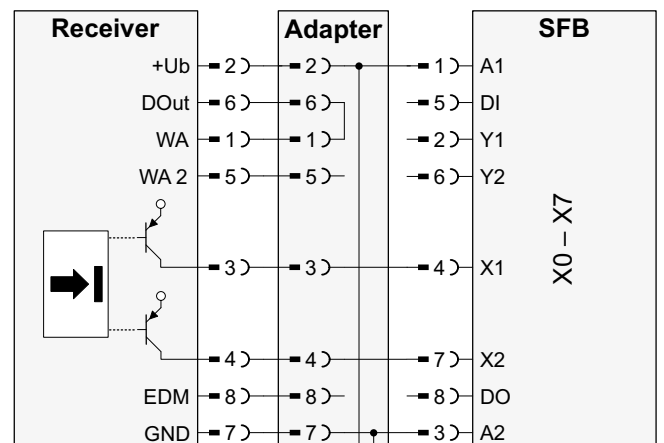 Receiver Adapter SFB
+Ub 2 2 1 A1
DOut 6 6 5 DI
WA 1 1 2 Y1
WA 2 5 5 6 Y2
X0 – X7
3 3 4 X1
4 4 7 X2
EDM 8 8 8 DO
GND 7 7 3 A2